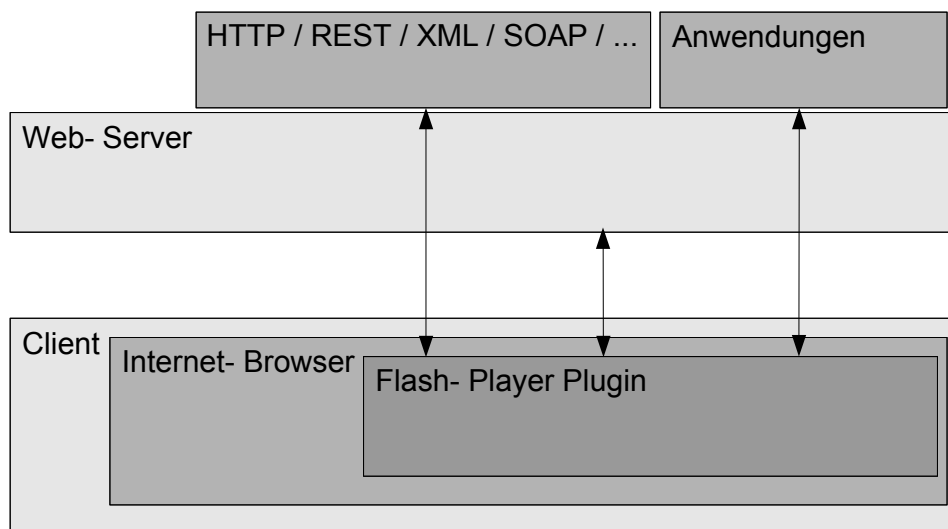 HTTP / REST / XML / SOAP / ...
Anwendungen
Web- Server
Client
Internet- Browser
Flash- Player Plugin